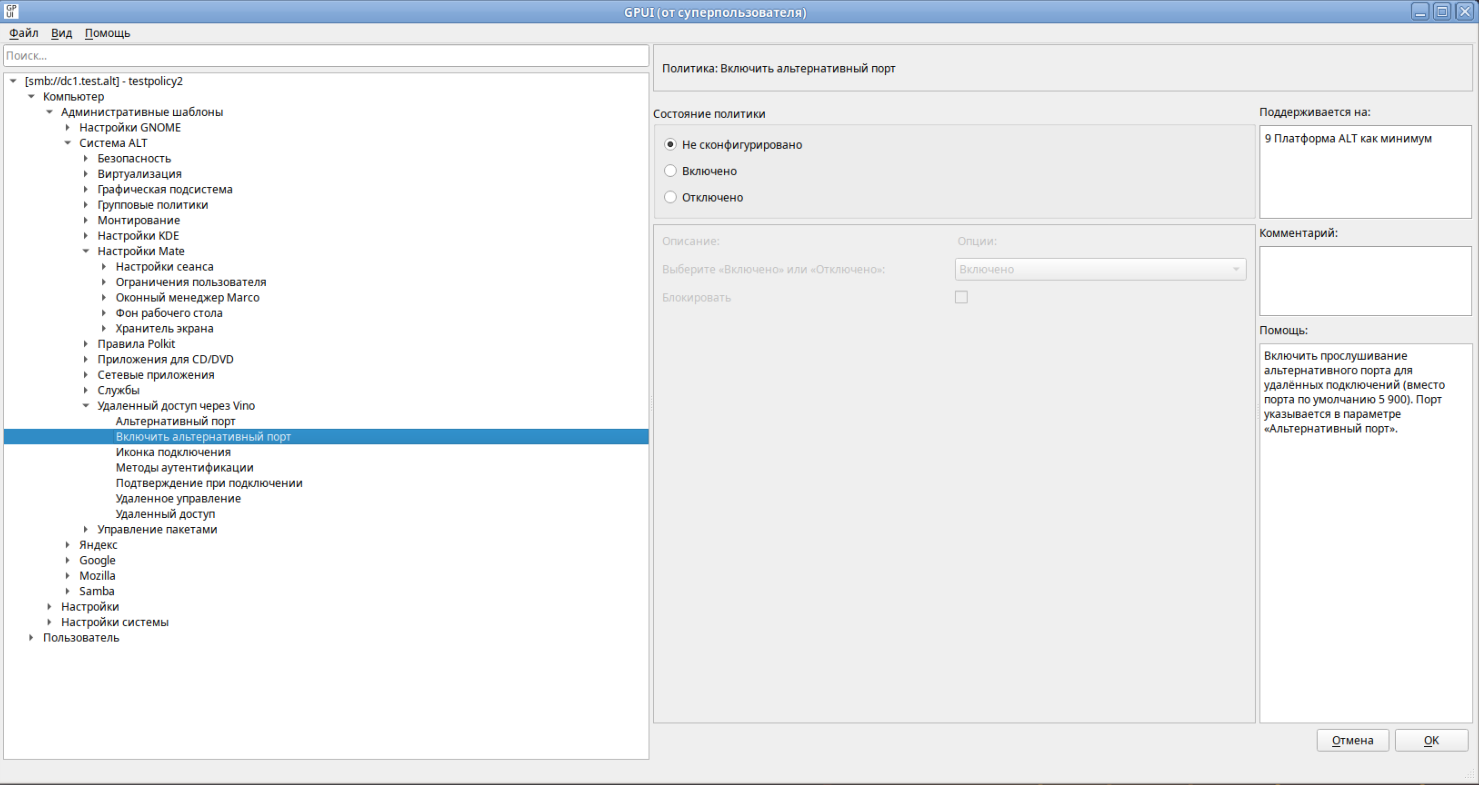 GPUI
GPUI (от суперпользователя)
Файл Вид Помощь
Поиск...
[smb://dc1.test.alt] - testpolicy2
Компьютер
Административные шаблоны
Настройки GNOME
Система ALT
Безопасность
Виртуализация
Графическая подсистема
Групповые политики
Монтирование
Настройки KDE
Настройки Mate
Настройки сеанса
Ограничения пользователя
Оконный менеджер Marco
Фон рабочего стола
Хранитель экрана
Правила Polkit
Приложения для CD/DVD
Сетевые приложения
Службы
Удаленный доступ через Vino
Альтернативный порт
Включить альтернативный порт
Иконка подключения
Методы аутентификации
Подтверждение при подключении
Удаленное управление
Удаленный доступ
Управление пакетами
Яндекс
Google
Mozilla
Samba
Настройки
Настройки системы
Пользователь
Политика: Включить альтернативный порт
Состояние политики
Не сконфигурировано
Включено
Отключено
Описание: Опции:
Выберите «Включено» или «Отключено»: Включено
Блокировать
Поддерживается на:
9 Платформа ALT как минимум
Комментарий:
Помощь:
Включить прослушивание
альтернативного порта для
удалённых подключений (вместо
порта по умолчанию 5 900). Порт
указывается в параметре
«Альтернативный порт».
Отмена OK